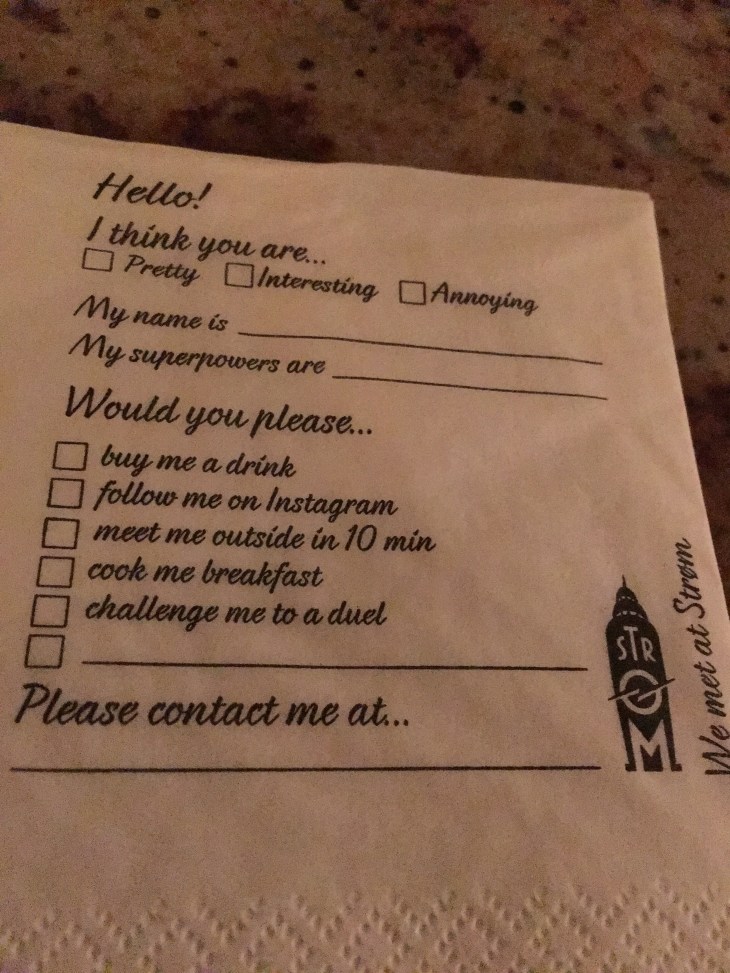 Hello!
I think you are...
Pretty Interesting Annoying
My name is
My superpowers are
Would you please...
buy me a drink
follow me on Instagram
meet me outside in 10 min
cook me breakfast
challenge me to a duel
Please contact me at...
STR
ØM
We met at Strøm